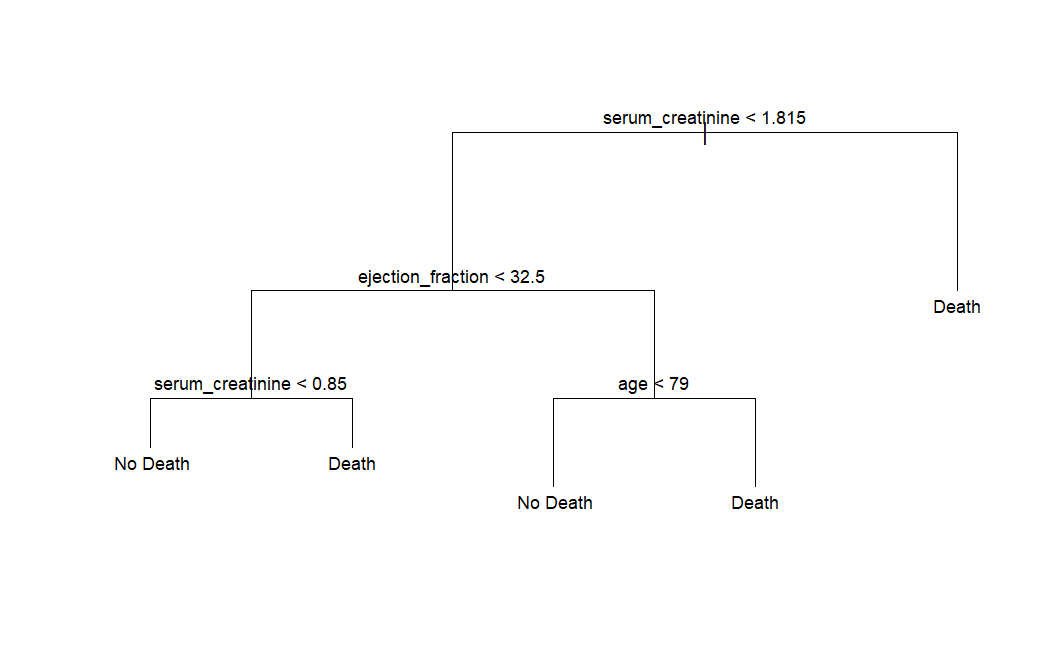 serum_creatinine < 1.815
ejection_fraction < 32.5
Death
serum_creatinine < 0.85
age < 79
No Death
Death
No Death
Death